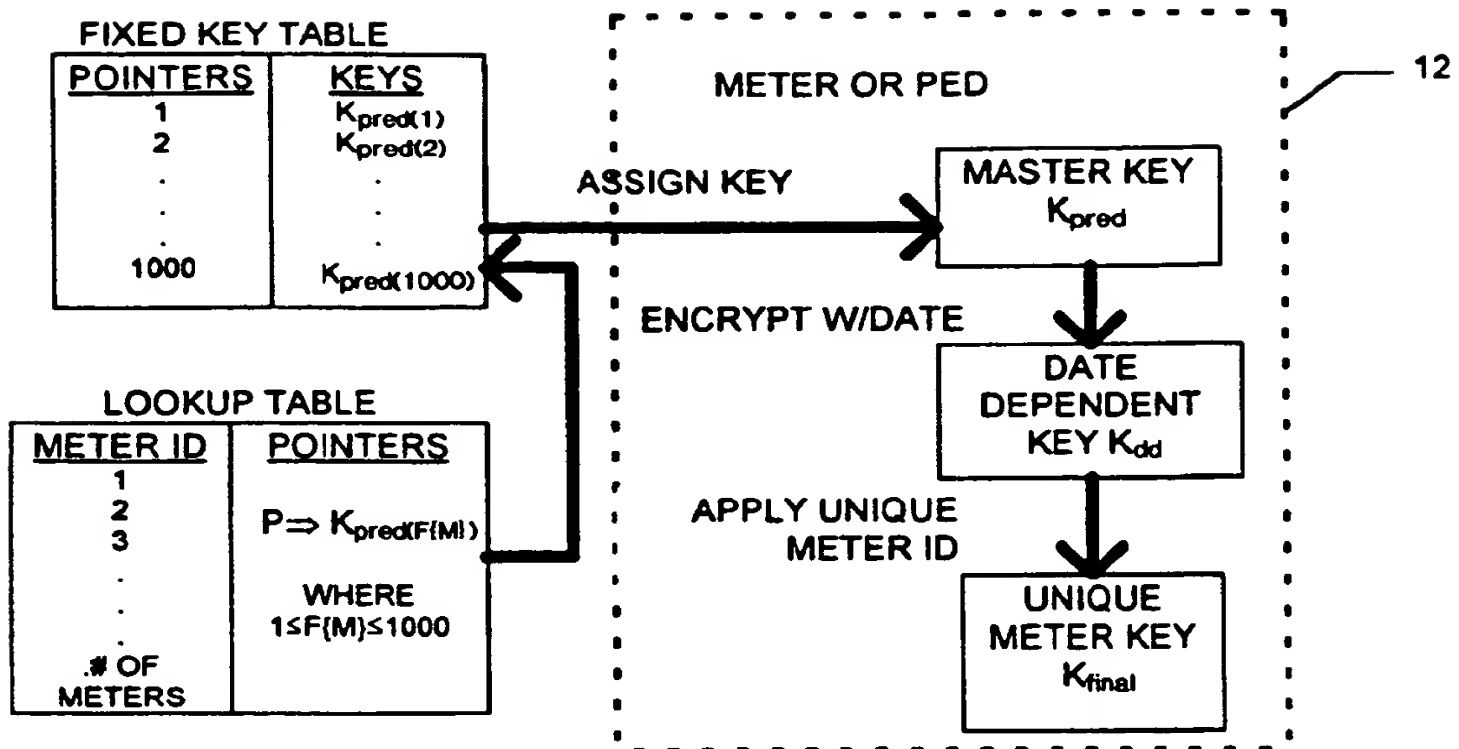 FIXED KEY TABLE
POINTERS KEYS
1 Kpred(1)
2 Kpred(2)
. .
. .
. .
1000 Kpred(1000)
LOOKUP TABLE
METER ID POINTERS
1
2
3
P⇒ Kpred(F{M})
.
.
.
WHERE
1≤F{M}≤1000
.# OF
METERS
ASSIGN KEY
METER OR PED
12
MASTER KEY
Kpred
ENCRYPT W/DATE
DATE
DEPENDENT
KEY Kdd
APPLY UNIQUE
METER ID
UNIQUE
METER KEY
Kfinal